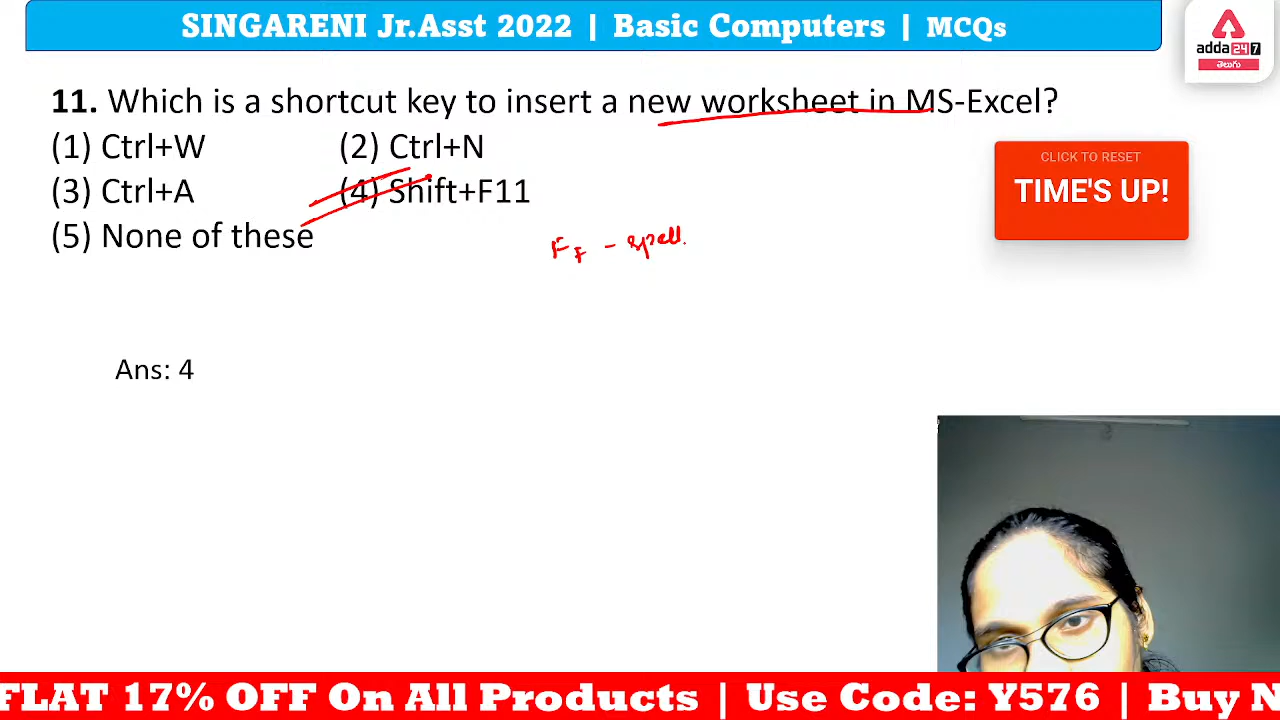 SINGARENI Jr.Asst 2022 | Basic Computers | MCQs
adda247
తెలుగు
11. Which is a shortcut key to insert a new worksheet in MS-Excel?
(1) Ctrl+W (2) Ctrl+N
(3) Ctrl+A (4) Shift+F11
(5) None of these
CLICK TO RESET
TIME'S UP!
- spell
Ans: 4
FLAT 17% OFF On All Products | Use Code: Y576 | Buy N